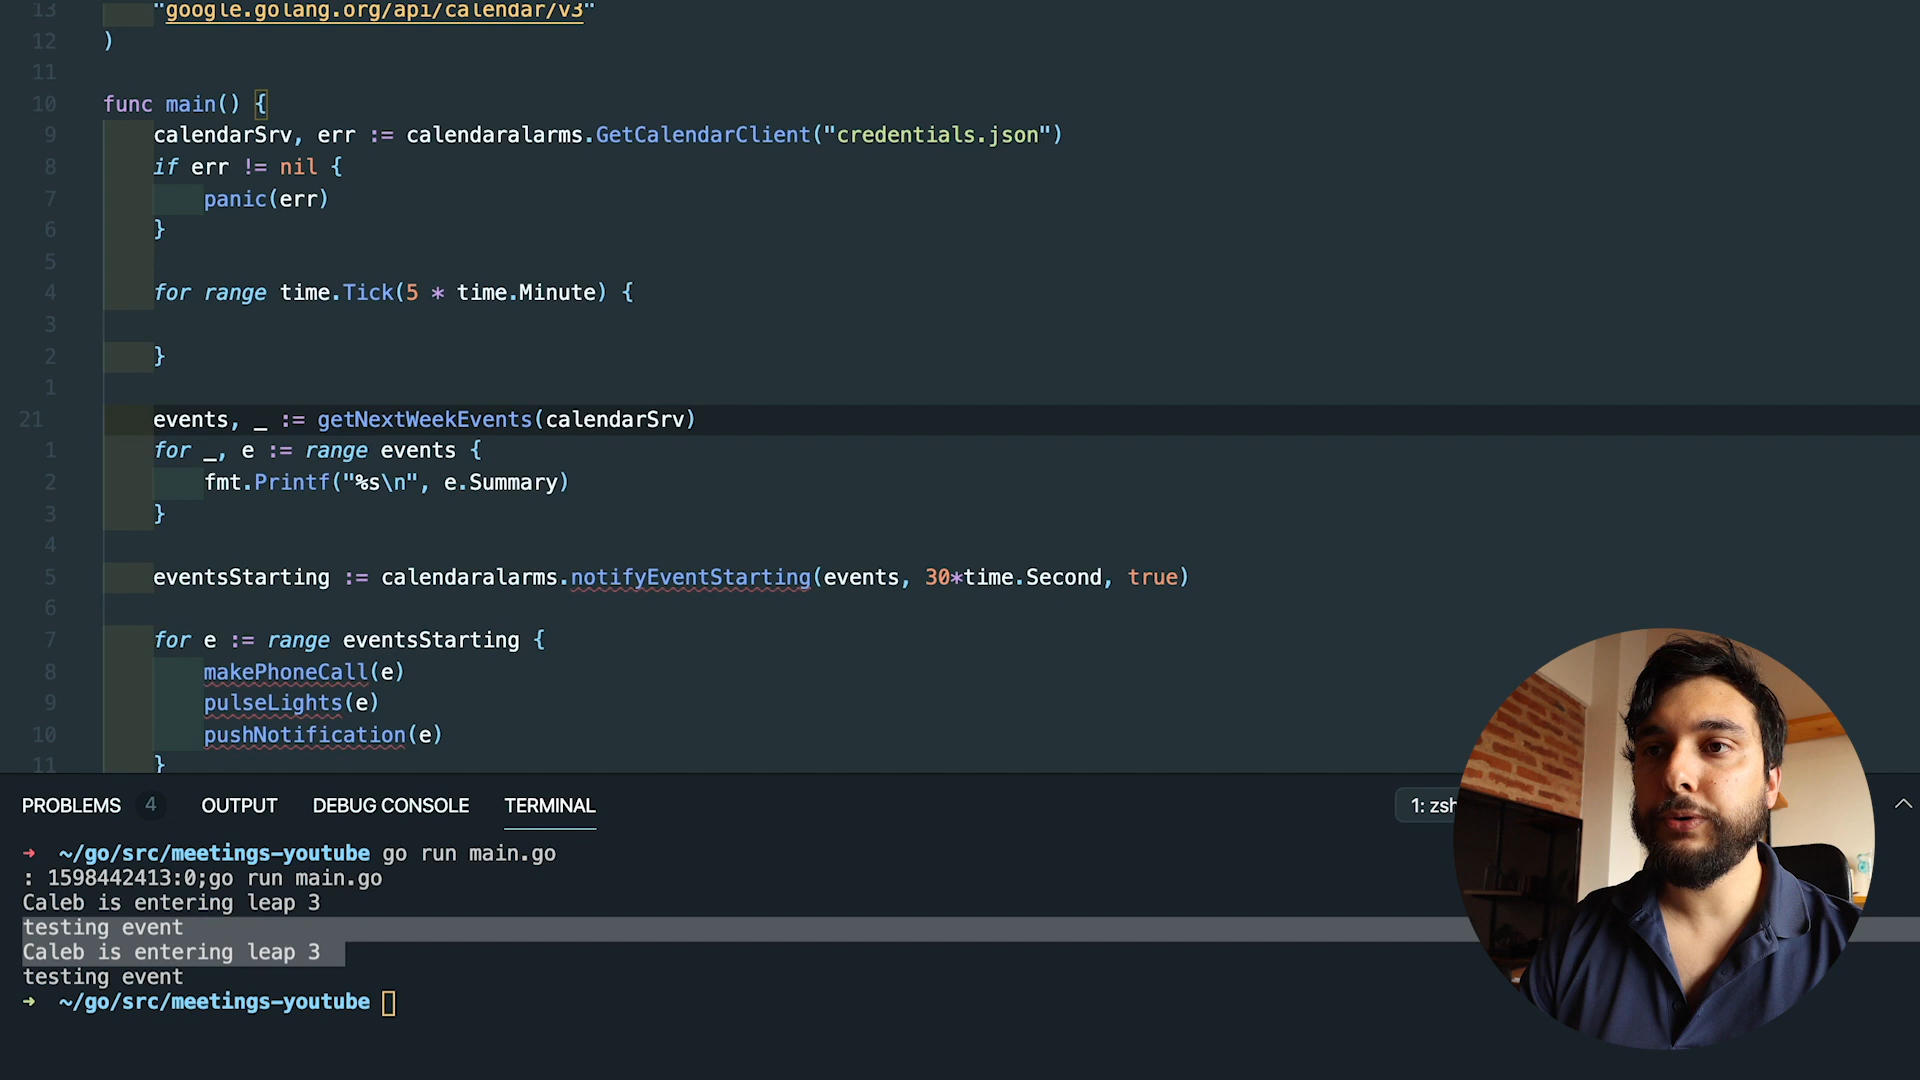 13 "google.golang.org/api/calendar/v3"
12 )
11
10 func main() {
9 calendarSrv, err := calendaralarms.GetCalendarClient("credentials.json")
8 if err != nil {
7 panic(err)
6 }
5
4 for range time.Tick(5 * time.Minute) {
3
2 }
1
21 events, _ := getNextWeekEvents(calendarSrv)
1 for _, e := range events {
2 fmt.Printf("%s\n", e.Summary)
3 }
4
5 eventsStarting := calendaralarms.notifyEventStarting(events, 30*time.Second, true)
6
7 for e := range eventsStarting {
8 makePhoneCall(e)
9 pulseLights(e)
10 pushNotification(e)
11 }
PROBLEMS 4 OUTPUT DEBUG CONSOLE TERMINAL 1: zsh
→ ~/go/src/meetings-youtube go run main.go
: 1598442413:0;go run main.go
Caleb is entering leap 3
testing event
Caleb is entering leap 3
testing event
→ ~/go/src/meetings-youtube